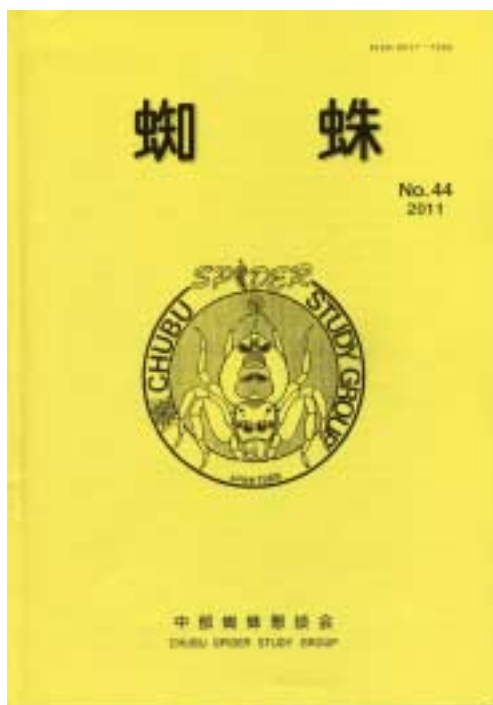 蜘 蛛
No. 44
2011
SPIDER
CHUBU STUDY GROUP
中部蜘蛛懇談会
CHUBU SPIDER STUDY GROUP